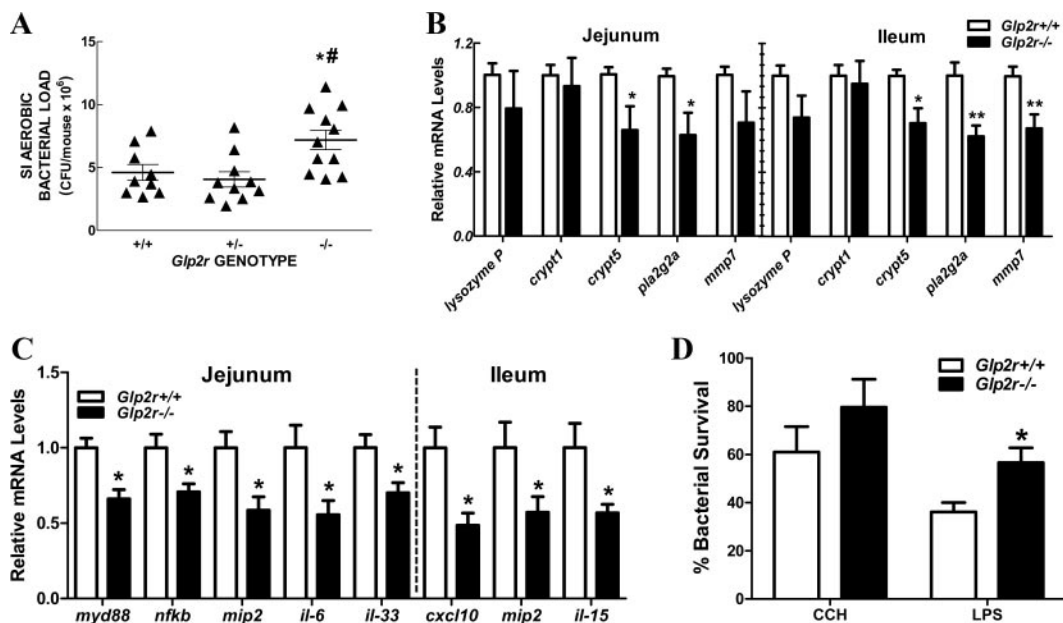 A
SI AEROBIC
BACTERIAL LOAD
(CFU/mouse x 10⁶)
15
10
5
0
*#
+/+
+/-
-/-
Glp2r GENOTYPE
B
Jejunum
Ileum
Glp2r+/+
Glp2r-/-
Relative mRNA Levels
1.2
0.8
0.4
0.0
* * * ** **
lysozyme P
crypt1
crypt5
pla2g2a
mmp7
lysozyme P
crypt1
crypt5
pla2g2a
mmp7
C
Jejunum
Ileum
Glp2r+/+
Glp2r-/-
Relative mRNA Levels
1.5
1.0
0.5
0.0
* * * * * * * *
myd88 nfkb mip2 il-6 il-33 cxcl10 mip2 il-15
D
Glp2r+/+
Glp2r-/-
% Bacterial Survival
100
80
60
40
20
0
*
CCH LPS